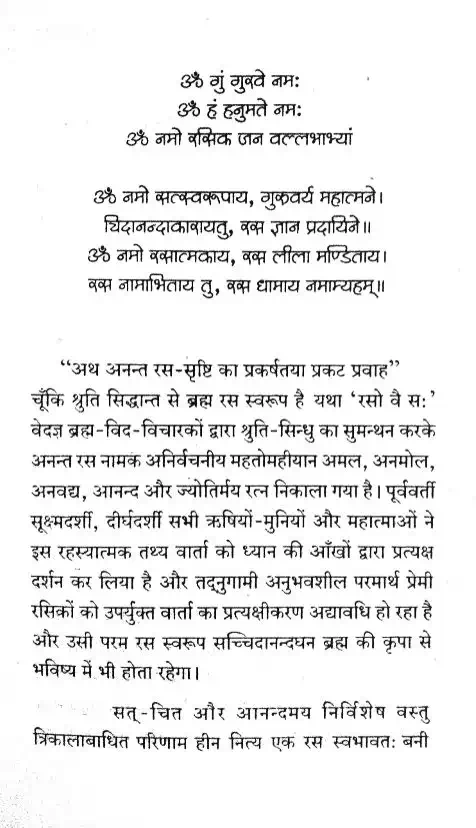 ॐ गुं गुरुवे नमः
ॐ हं हनुमते नमः
ॐ नमो रसिक जन वल्लभाभ्यां
ॐ नमो सत्स्वरूपाय, गुरुवर्य महात्मने।
चिदानन्दाकारायतु, रस ज्ञान प्रदायिने॥
ॐ नमो रसात्मकाय, रस लीला मण्डिताय।
रस नामाभिताय तु, रस धामाय नमाम्यहम्॥
“अथ अनन्त रस-सृष्टि का प्रकर्षतया प्रकट प्रवाह”
चूँकि श्रुति सिद्धान्त से ब्रह्म रस स्वरूप है यथा ‘रसो वै सः’
वेदज्ञ ब्रह्म-विद-विचारकों द्वारा श्रुति-सिन्धु का सुमन्थन करके
अनन्त रस नामक अनिर्वचनीय महतोमहीयान अमल, अनमोल,
अनवद्य, आनन्द और ज्योतिर्मय रत्न निकाला गया है। पूर्ववर्ती
सूक्ष्मदर्शी, दीर्घदर्शी सभी ऋषियों-मुनियों और महात्माओं ने
इस रहस्यात्मक तथ्य वार्ता को ध्यान की आँखों द्वारा प्रत्यक्ष
दर्शन कर लिया है और तद्नुगामी अनुभवशील परमार्थ प्रेमी
रसिकों को उपर्युक्त वार्ता का प्रत्यक्षीकरण अद्यावधि हो रहा है
और उसी परम रस स्वरूप सच्चिदानन्दघन ब्रह्म की कृपा से
भविष्य में भी होता रहेगा।
सत्-चित और आनन्दमय निर्विशेष वस्तु
त्रिकालाबाधित परिणाम हीन नित्य एक रस स्वभावतः बनी